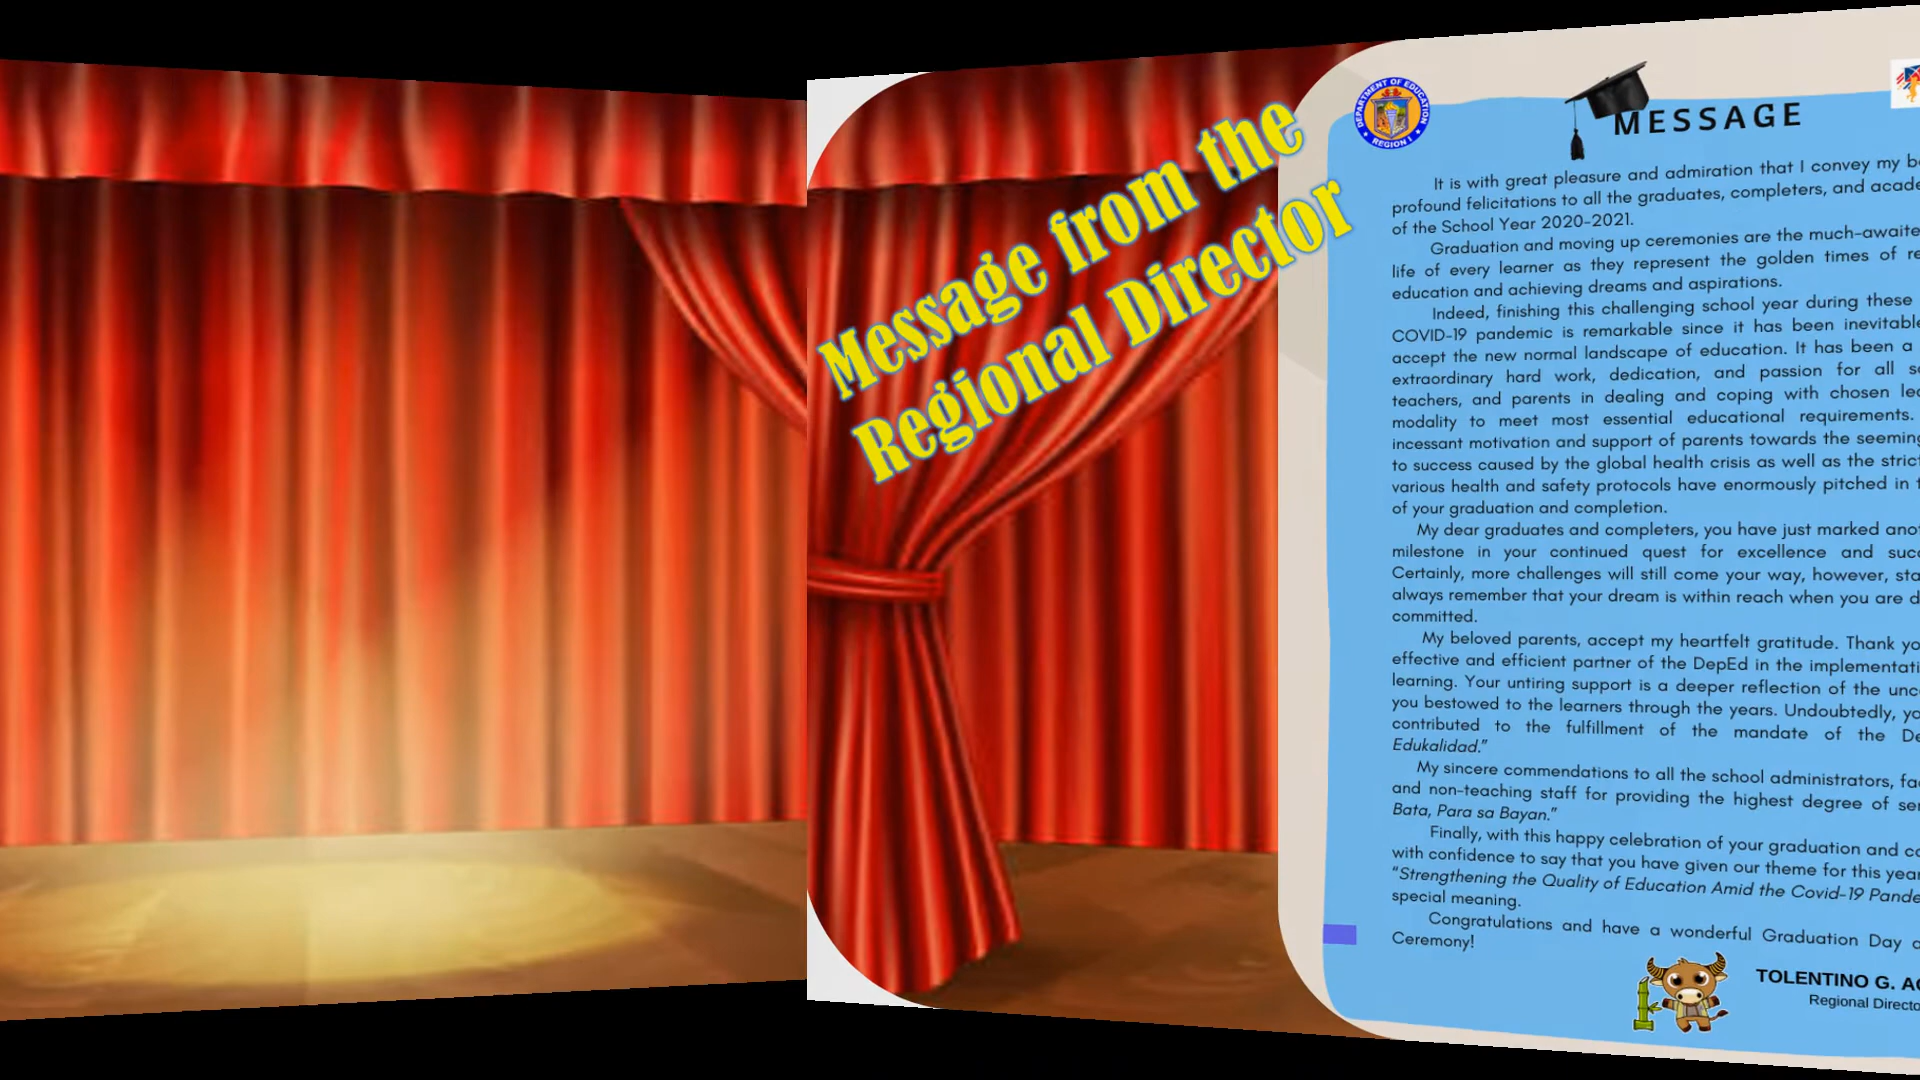 Message from the
Regional Director
DEPARTMENT OF EDUCATION
REGION I
MESSAGE
It is with great pleasure and admiration that I convey my
profound felicitations to all the graduates, completers, and
of the School Year 2020-2021.
Graduation and moving up ceremonies are the
life of every learner as they represent the golden times of
education and achieving dreams and aspirations.
Indeed, finishing this challenging school year during these
COVID-19 pandemic is remarkable since it has been
accept the new normal landscape of education. It has been a
extraordinary hard work, dedication, and passion for all
teachers, and parents in dealing and coping with chosen
modality to meet most essential educational requirements.
incessant motivation and support of parents towards the
to success caused by the global health crisis as well as the
various health and safety protocols have enormously pitched in
of your graduation and completion.
My dear graduates and completers, you have just marked
milestone in your continued quest for excellence and
Certainly, more challenges will still come your way, however,
always remember that your dream is within reach when you are
committed.
My beloved parents, accept my heartfelt gratitude. Thank
effective and efficient partner of the DepEd in the
learning. Your untiring support is a deeper reflection of the
you bestowed to the learners through the years. Undoubtedly,
contributed to the fulfillment of the mandate of the
Edukalidad."
My sincere commendations to all the school administrators,
and non-teaching staff for providing the highest degree of
Bata, Para sa Bayan."
Finally, with this happy celebration of your graduation and
with confidence to say that you have given our theme for this year
"Strengthening the Quality of Education Amid the Covid-19
special meaning.
Congratulations and have a wonderful Graduation Day
Ceremony!
TOLENTINO G.
Regional